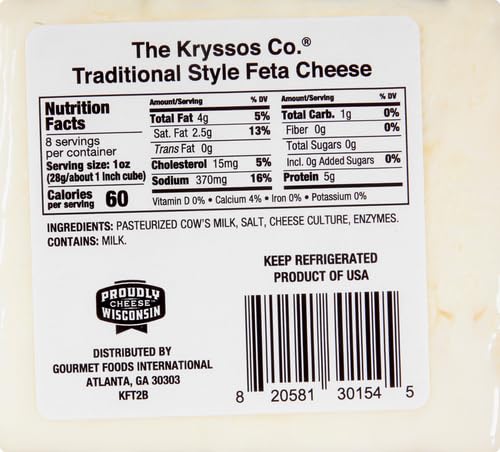 The Kryssos Co.®
Traditional Style Feta Cheese
Nutrition
Facts
8 servings
per container
Serving size: 1oz
(28g/about 1 inch cube)
Calories
per serving 60
Amount/Serving % DV
Total Fat 4g 5%
Sat. Fat 2.5g 13%
Trans Fat 0g
Cholesterol 15mg 5%
Sodium 370mg 16%
Amount/Serving % DV
Total Carb. 1g 0%
Fiber 0g 0%
Total Sugars 0g
Incl. 0g Added Sugars 0%
Protein 5g
Vitamin D 0% • Calcium 4% • Iron 0% • Potassium 0%
INGREDIENTS: PASTEURIZED COW'S MILK, SALT, CHEESE CULTURE, ENZYMES.
CONTAINS: MILK.
KEEP REFRIGERATED
PRODUCT OF USA
PROUDLY
CHEESE
WISCONSIN
DISTRIBUTED BY
GOURMET FOODS INTERNATIONAL
ATLANTA, GA 30303
KFT2B
8 20581 30154 5